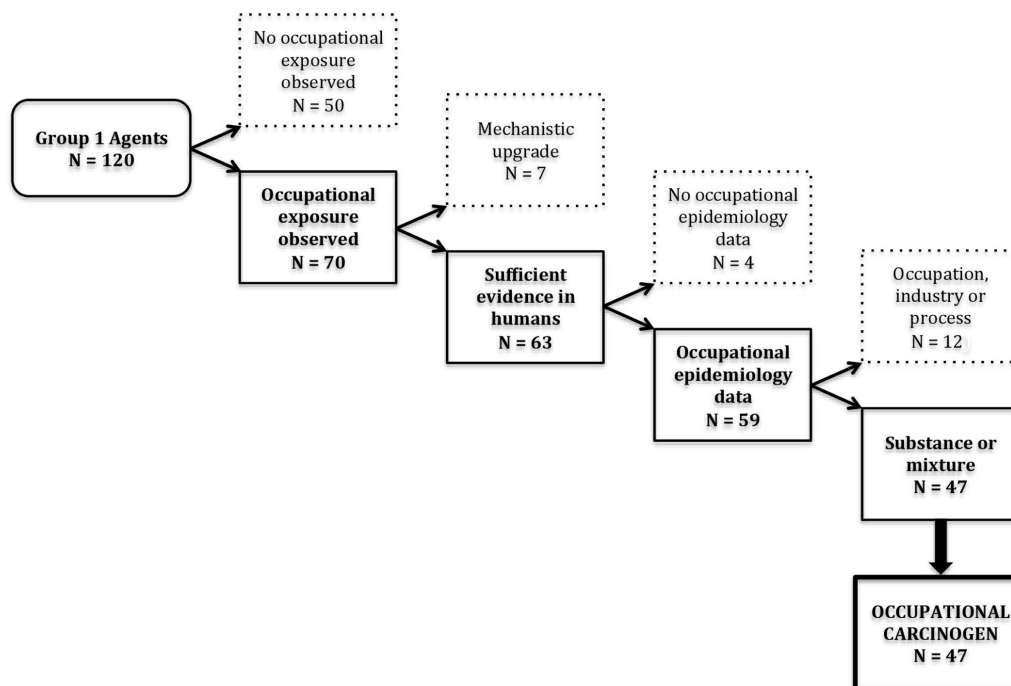 No occupational
exposure
observed
N = 50
Group 1 Agents
N = 120
Mechanistic
upgrade
N = 7
Occupational
exposure
observed
N = 70
No occupational
epidemiology
data
N = 4
Sufficient
evidence in
humans
N = 63
Occupation,
industry or
process
N = 12
Occupational
epidemiology
data
N = 59
Substance or
mixture
N = 47
OCCUPATIONAL
CARCINOGEN
N = 47